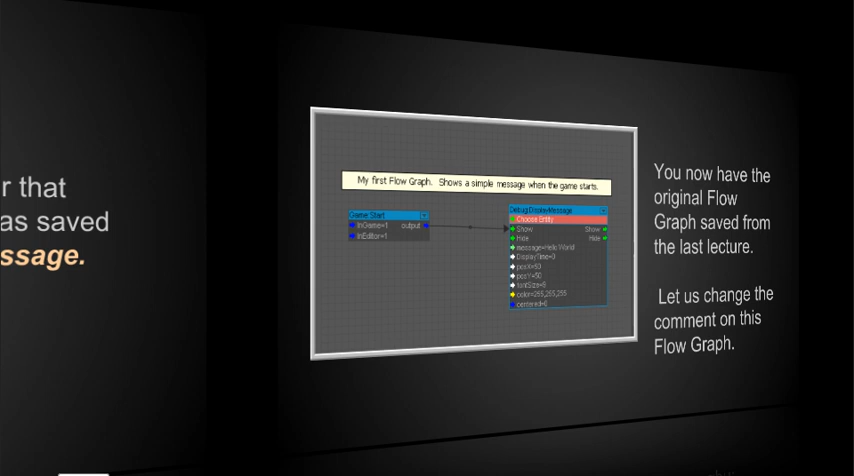 r that
as saved
ssage.
My first Flow Graph. Shows a simple message when the game starts.
Game:Start
InGame=1 output
InEditor=1
Debug:DisplayMessage
Choose Entity
Show Show
Hide Hide
message=Hello World!
DisplayTime=0
posX=50
posY=50
fontSize=5
color=255,255,255
centered=0
You now have the
original Flow
Graph saved from
the last lecture.
Let us change the
comment on this
Flow Graph.